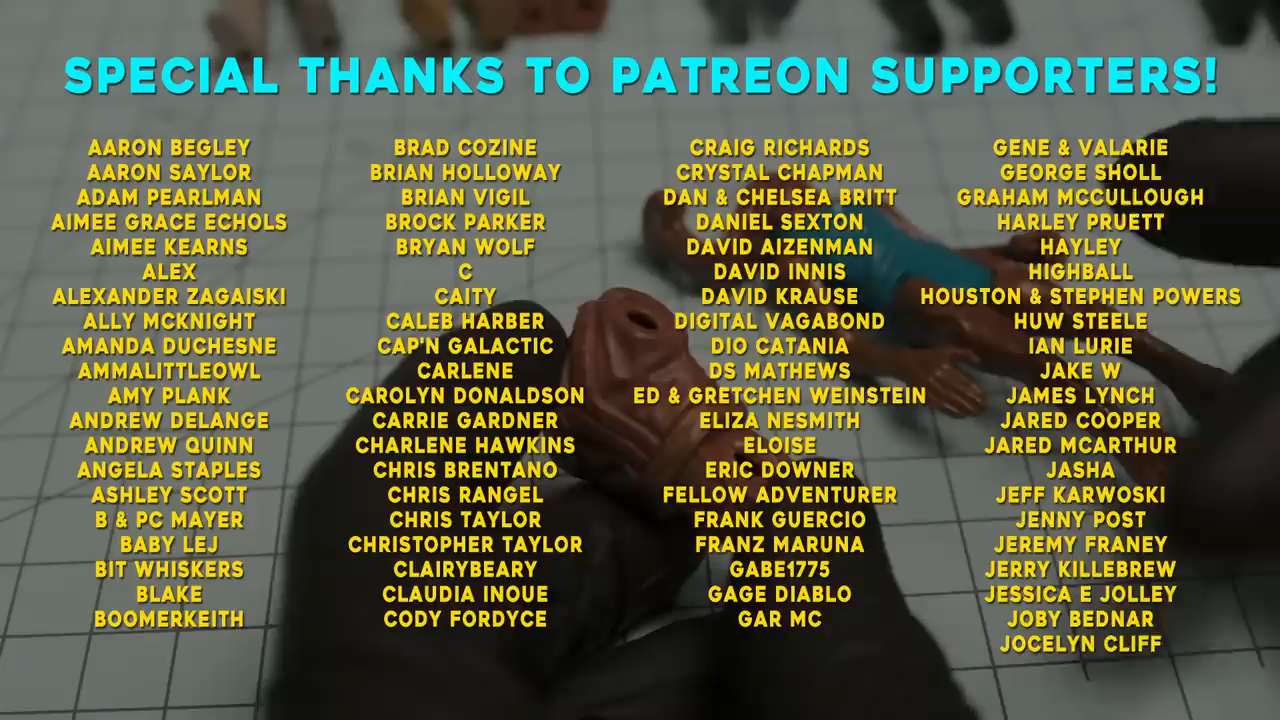 SPECIAL THANKS TO PATREON SUPPORTERS!
AARON BEGLEY
AARON SAYLOR
ADAM PEARLMAN
AIMEE GRACE ECHOLS
AIMEE KEARNS
ALEX
ALEXANDER ZAGAISKI
ALLY MCKNIGHT
AMANDA DUCHESNE
AMMALITTLEOWL
AMY PLANK
ANDREW DELANGE
ANDREW QUINN
ANGELA STAPLES
ASHLEY SCOTT
B & PC MAYER
BABY LEJ
BIT WHISKERS
BLAKE
BOOMERKEITH
BRAD COZINE
BRIAN HOLLOWAY
BRIAN VIGIL
BROCK PARKER
BRYAN WOLF
C
CAITY
CALEB HARBER
CAP'N GALACTIC
CARLENE
CAROLYN DONALDSON
CARRIE GARDNER
CHARLENE HAWKINS
CHRIS BRENTANO
CHRIS RANGEL
CHRIS TAYLOR
CHRISTOPHER TAYLOR
CLAIRYBEARY
CLAUDIA INOUE
CODY FORDYCE
CRAIG RICHARDS
CRYSTAL CHAPMAN
DAN & CHELSEA BRITT
DANIEL SEXTON
DAVID AIZENMAN
DAVID INNIS
DAVID KRAUSE
DIGITAL VAGABOND
DIO CATANIA
DS MATHEWS
ED & GRETCHEN WEINSTEIN
ELIZA NESMITH
ELOISE
ERIC DOWNER
FELLOW ADVENTURER
FRANK GUERCIO
FRANZ MARUNA
GABE1775
GAGE DIABLO
GAR MC
GENE & VALARIE
GEORGE SHOLL
GRAHAM MCCULLOUGH
HARLEY PRUETT
HAYLEY
HIGHBALL
HOUSTON & STEPHEN POWERS
HUW STEELE
IAN LURIE
JAKE W
JAMES LYNCH
JARED COOPER
JARED MCARTHUR
JASHA
JEFF KARWOSKI
JENNY POST
JEREMY FRANEY
JERRY KILLEBREW
JESSICA E JOLLEY
JOBY BEDNAR
JOCELYN CLIFF